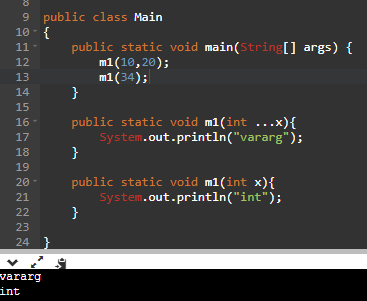 8
9 public class Main
10 {
11     public static void main(String[] args) {
12         m1(10,20);
13         m1(34);
14     }
15
16     public static void m1(int ...x){
17         System.out.println("vararg");
18     }
19
20     public static void m1(int x){
21         System.out.println("int");
22     }
23
24 }
vararg
int